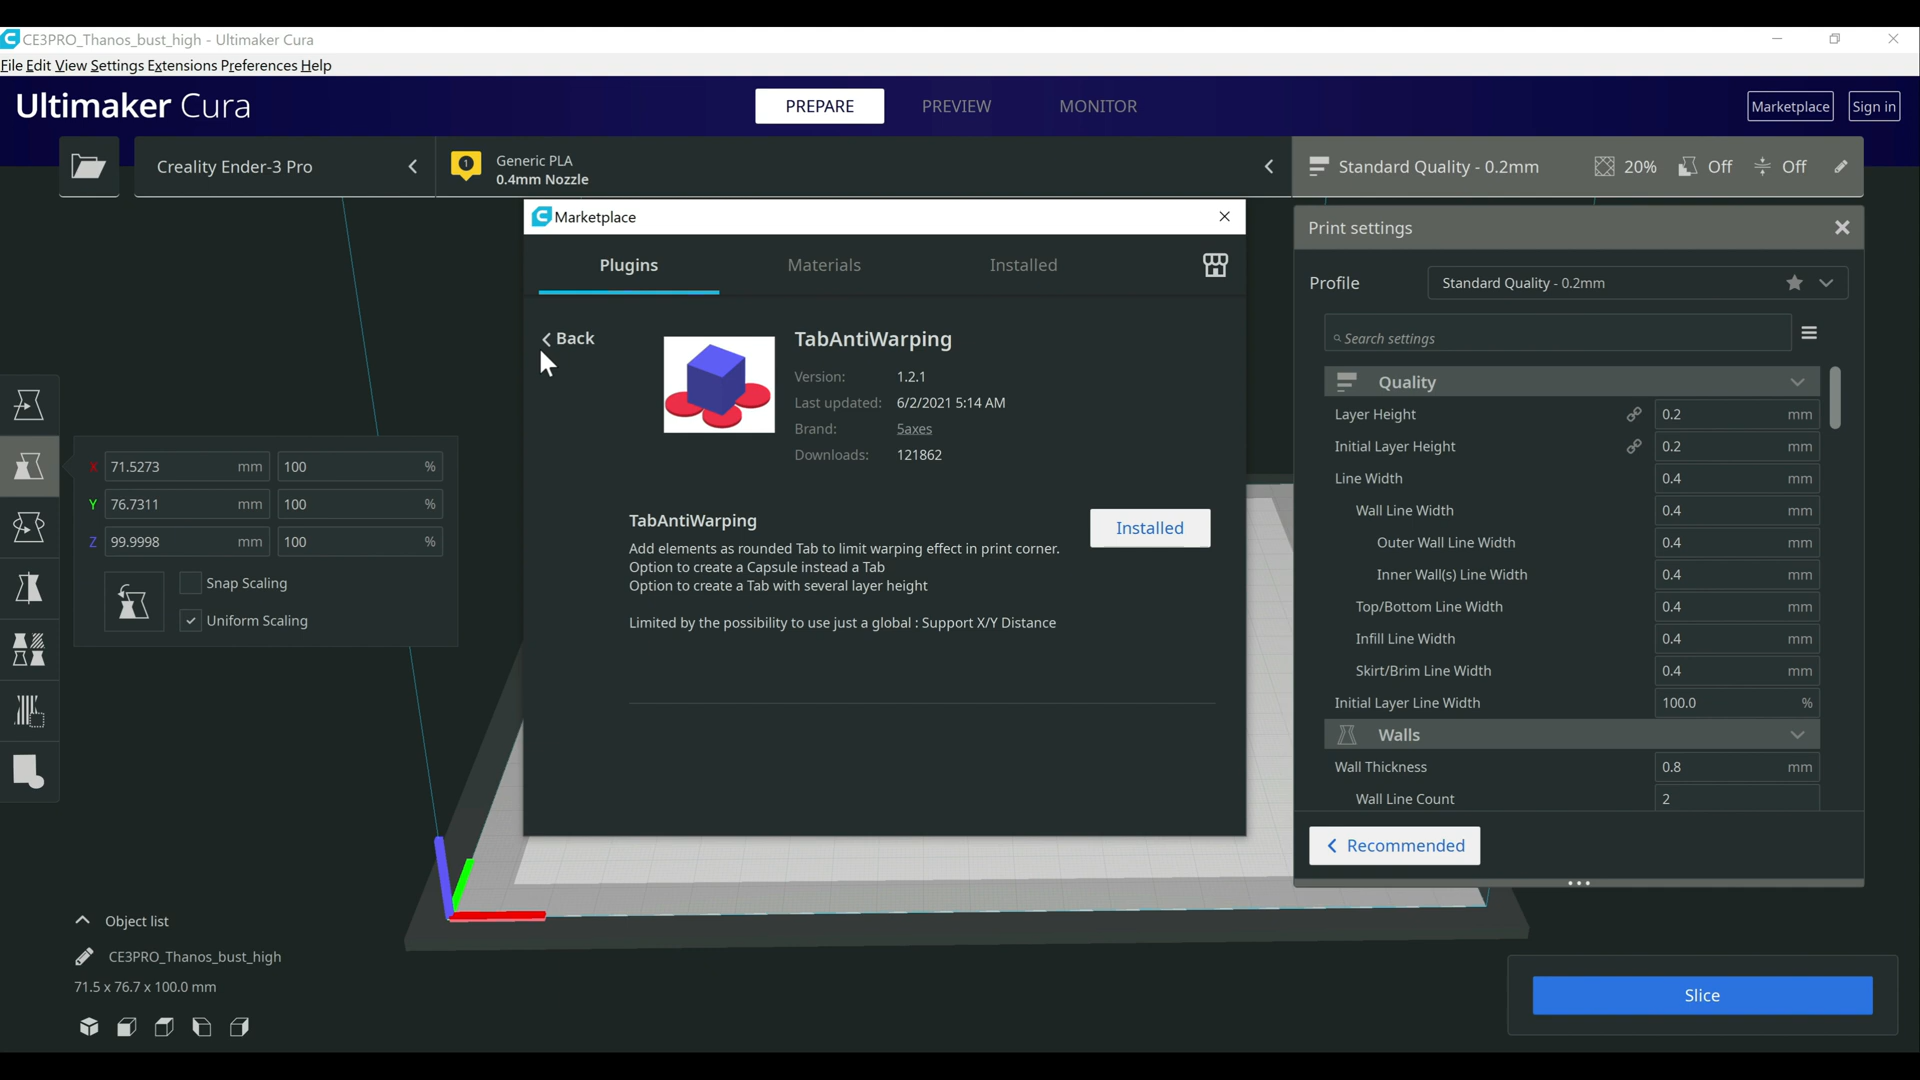 CE3PRO_Thanos_bust_high - Ultimaker Cura
File Edit View Settings Extensions Preferences Help
Ultimaker Cura
PREPARE
PREVIEW
MONITOR
Marketplace
Sign in
Creality Ender-3 Pro
1
Generic PLA
0.4mm Nozzle
Standard Quality - 0.2mm
20%
Off
Off
Marketplace
Plugins
Materials
Installed
Back
TabAntiWarping
Version: 1.2.1
Last updated: 6/2/2021 5:14 AM
Brand: 5axes
Downloads: 121862
TabAntiWarping
Installed
Add elements as rounded Tab to limit warping effect in print corner.
Option to create a Capsule instead a Tab
Option to create a Tab with several layer height
Limited by the possibility to use just a global : Support X/Y Distance
X 71.5273 mm 100 %
Y 76.7311 mm 100 %
Z 99.9998 mm 100 %
Snap Scaling
Uniform Scaling
Print settings
Profile
Standard Quality - 0.2mm
Search settings
Quality
Layer Height 0.2 mm
Initial Layer Height 0.2 mm
Line Width 0.4 mm
Wall Line Width 0.4 mm
Outer Wall Line Width 0.4 mm
Inner Wall(s) Line Width 0.4 mm
Top/Bottom Line Width 0.4 mm
Infill Line Width 0.4 mm
Skirt/Brim Line Width 0.4 mm
Initial Layer Line Width 100.0 %
Walls
Wall Thickness 0.8 mm
Wall Line Count 2
Recommended
Object list
CE3PRO_Thanos_bust_high
71.5 x 76.7 x 100.0 mm
Slice